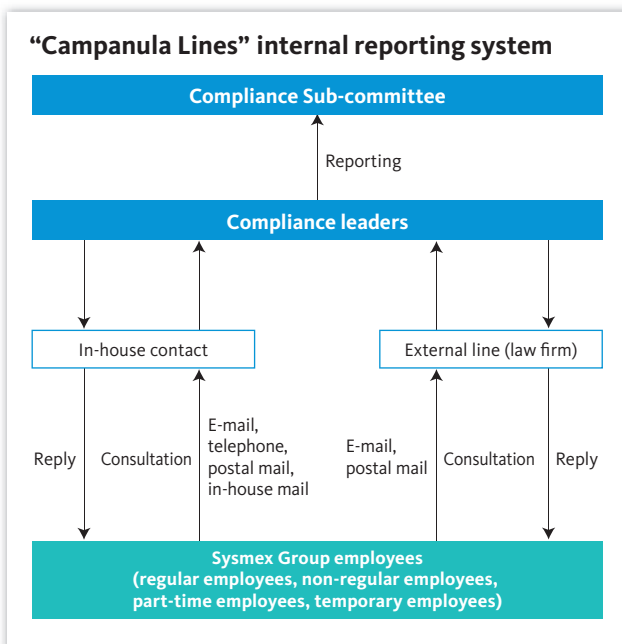 “Campanula Lines” internal reporting system
Compliance Sub-committee
Reporting
Compliance leaders
In-house contact
External line (law firm)
Reply
Consultation
E-mail,
telephone,
postal mail,
in-house mail
E-mail,
postal mail
Consultation
Reply
Sysmex Group employees
(regular employees, non-regular employees,
part-time employees, temporary employees)